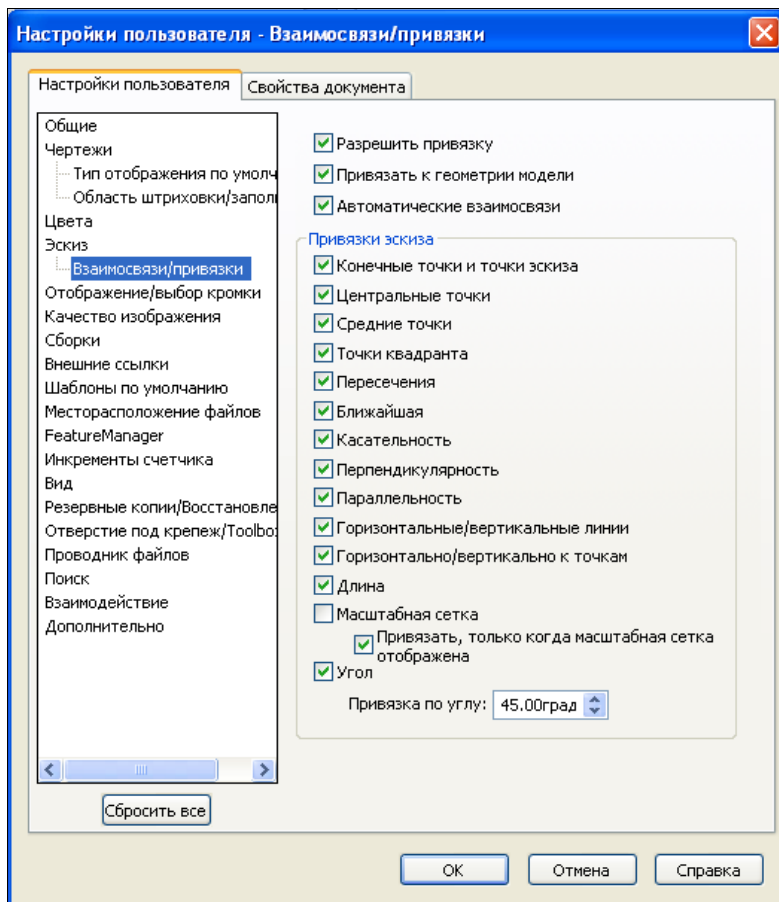 Настройки пользователя - Взаимосвязи/привязки
Настройки пользователя
Свойства документа
Общие
Чертежи
Тип отображения по умолч
Область штриховки/запол
Цвета
Эскиз
Взаимосвязи/привязки
Отображение/выбор кромки
Качество изображения
Сборки
Внешние ссылки
Шаблоны по умолчанию
Месторасположение файлов
FeatureManager
Инкременты счетчика
Вид
Резервные копии/Восстановле
Отверстие под крепеж/Toolbo
Проводник файлов
Поиск
Взаимодействие
Дополнительно
Сбросить все
Разрешить привязку
Привязать к геометрии модели
Автоматические взаимосвязи
Привязки эскиза
Конечные точки и точки эскиза
Центральные точки
Средние точки
Точки квадранта
Пересечения
Ближайшая
Касательность
Перпендикулярность
Параллельность
Горизонтальные/вертикальные линии
Горизонтально/вертикально к точкам
Длина
Масштабная сетка
Привязать, только когда масштабная сетка
отображена
Угол
Привязка по углу: 45.00град
ОК
Отмена
Справка